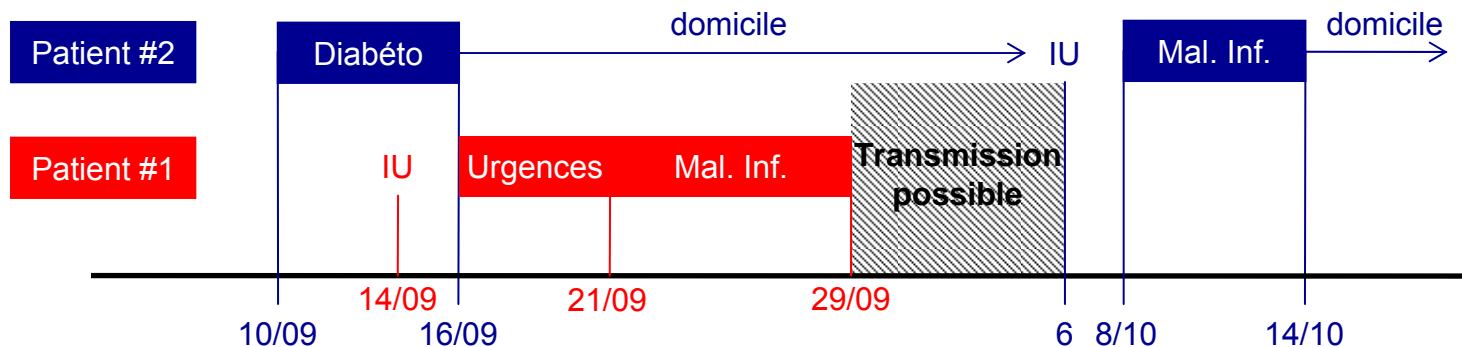 domicile
Patient #2 Diabéto IU Mal. Inf. domicile
Patient #1 IU Urgences Mal. Inf. Transmission possible
14/09 21/09 29/09
10/09 16/09 6 8/10 14/10